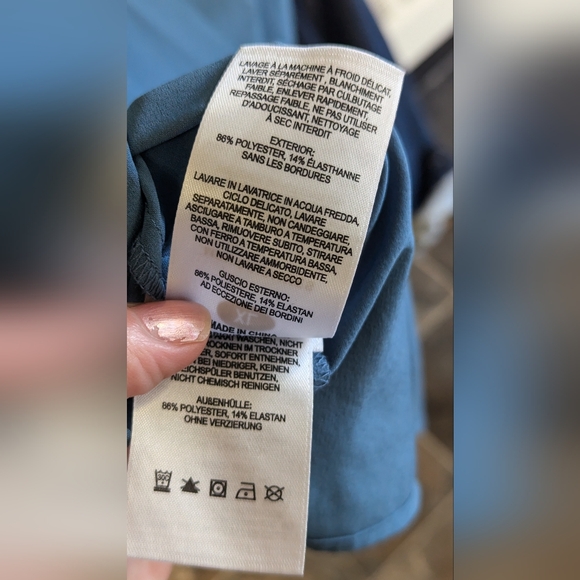 LAVAGE À LA MACHINE À FROID DÉLICAT,
LAVER SÉPARÉMENT , BLANCHIMENT
INTERDIT, SÉCHAGE PAR CULBUTAGE
FAIBLE, ENLEVER RAPIDEMENT,
REPASSAGE FAIBLE, NE PAS UTILISER
D'ADOUCISSANT, NETTOYAGE
À SEC INTERDIT
EXTERIOR:
86% POLYESTER, 14% ÉLASTHANNE
SANS LES BORDURES
LAVARE IN LAVATRICE IN ACQUA FREDDA,
CICLO DELICATO, LAVARE
SEPARATAMENTE, NON CANDEGGIARE,
ASCIUGARE A TAMBURO A TEMPERATURA
BASSA, RIMUOVERE SUBITO, STIRARE
CON FERRO A TEMPERATURA BASSA,
NON UTILIZZARE AMMORBIDENTE,
NON LAVARE A SECCO
GUSCIO ESTERNO:
86% POLIESTERE, 14% ELASTAN
AD ECCEZIONE DEI BORDINI
MADE IN CHINA
WASCHEN, NICHT
TROCKNEN IM TROCKNER
, SOFORT ENTNEHMEN,
BEI NIEDRIGER, KEINEN
BENUTZEN,
NICHT CHEMISCH REINIGEN
AUßENHÜLLE:
86% POLYESTER, 14% ELASTAN
OHNE VERZIERUNG